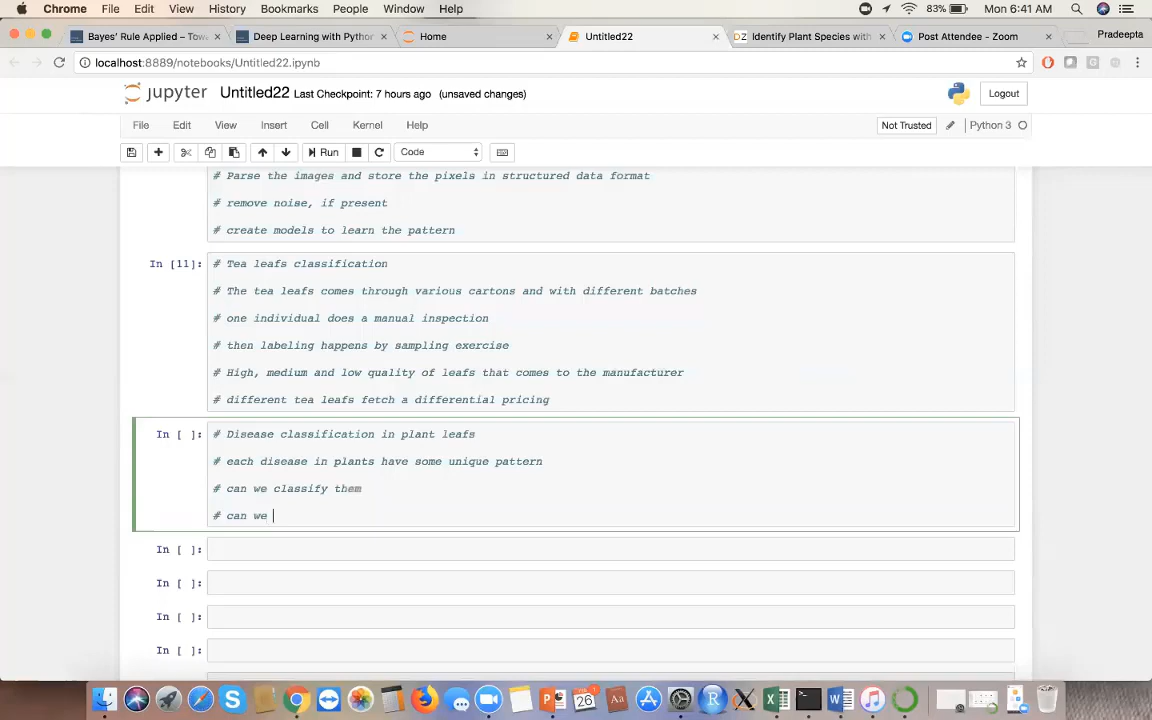 Chrome File Edit View History Bookmarks People Window Help 83% Mon 6:41 AM
Bayes' Rule Applied – Tow × Deep Learning with Python × Home × Untitled22 × Identify Plant Species with × Post Attendee - Zoom × Pradeepta
localhost:8889/notebooks/Untitled22.ipynb
jupyter Untitled22 Last Checkpoint: 7 hours ago (unsaved changes) Logout
File Edit View Insert Cell Kernel Help Not Trusted Python 3
Run Code
# Parse the images and store the pixels in structured data format
# remove noise, if present
# create models to learn the pattern
In [11]: # Tea leafs classification
# The tea leafs comes through various cartons and with different batches
# one individual does a manual inspection
# then labeling happens by sampling exercise
# High, medium and low quality of leafs that comes to the manufacturer
# different tea leafs fetch a differential pricing
In [ ]: # Disease classification in plant leafs
# each disease in plants have some unique pattern
# can we classify them
# can we
In [ ]:
In [ ]:
In [ ]:
In [ ]: